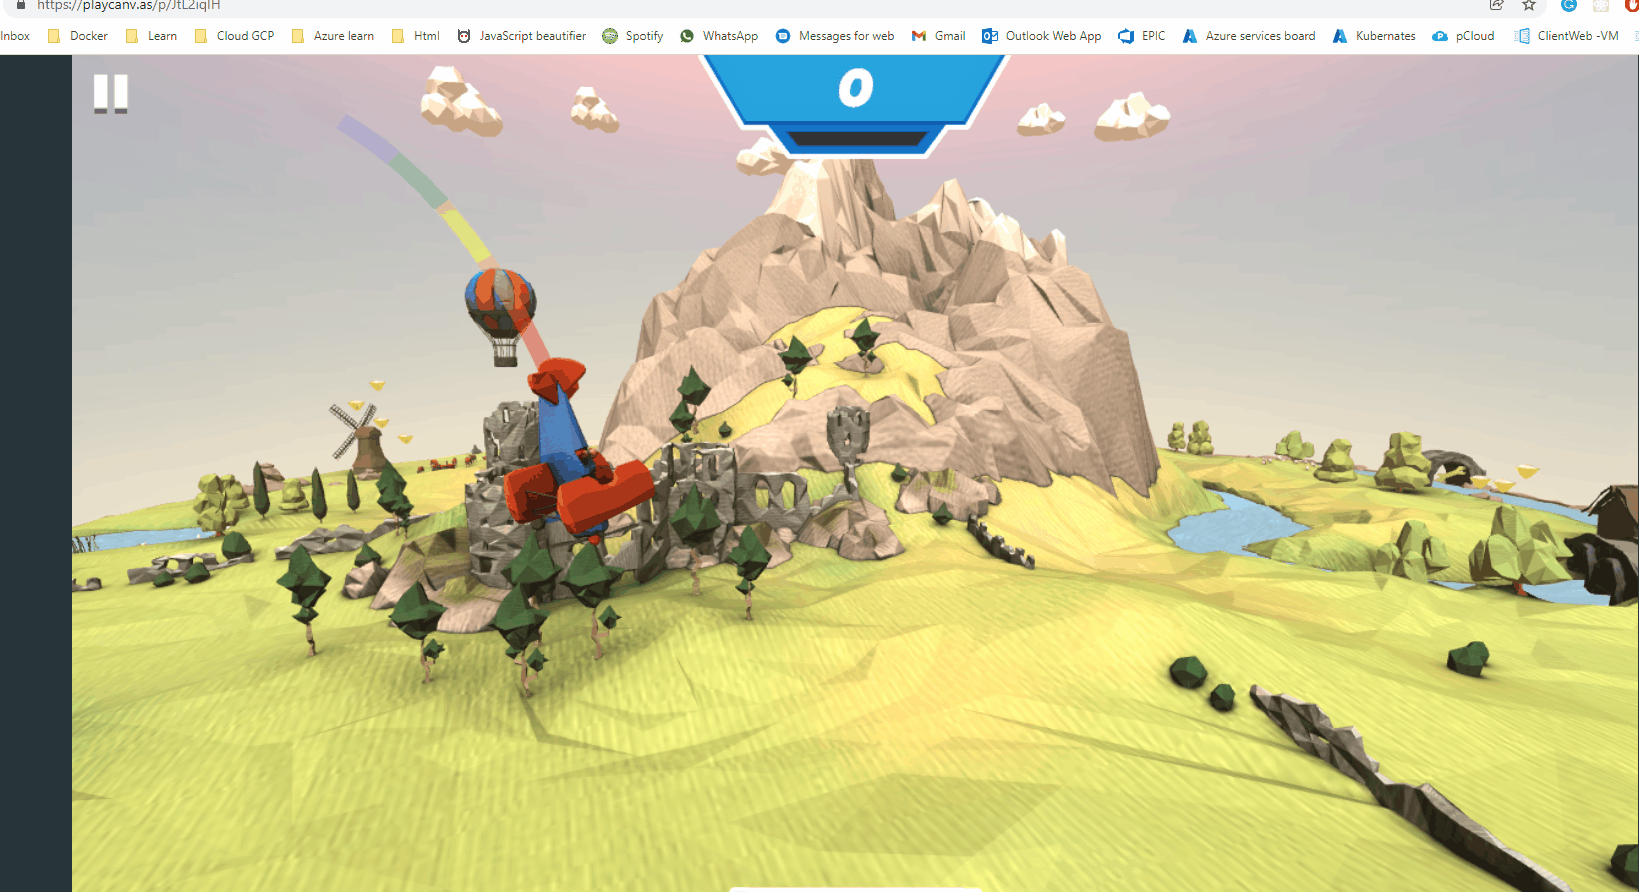 https://playcanv.as/p/JtL2iqIH
Inbox Docker Learn Cloud GCP Azure learn Html JavaScript beautifier Spotify WhatsApp Messages for web Gmail Outlook Web App EPIC Azure services board Kubernates pCloud ClientWeb -VM
0